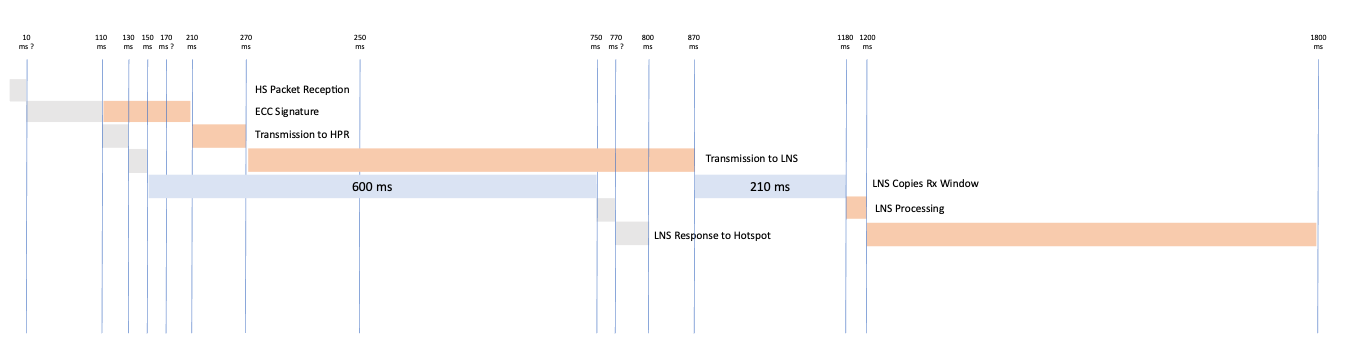 10 ms ?
110 ms
130 ms
150 ms
170 ms ?
210 ms
270 ms
250 ms
750 ms
770 ms ?
800 ms
870 ms
1180 ms
1200 ms
1800 ms
HS Packet Reception
ECC Signature
Transmission to HPR
Transmission to LNS
600 ms
210 ms
LNS Copies Rx Window
LNS Processing
LNS Response to Hotspot